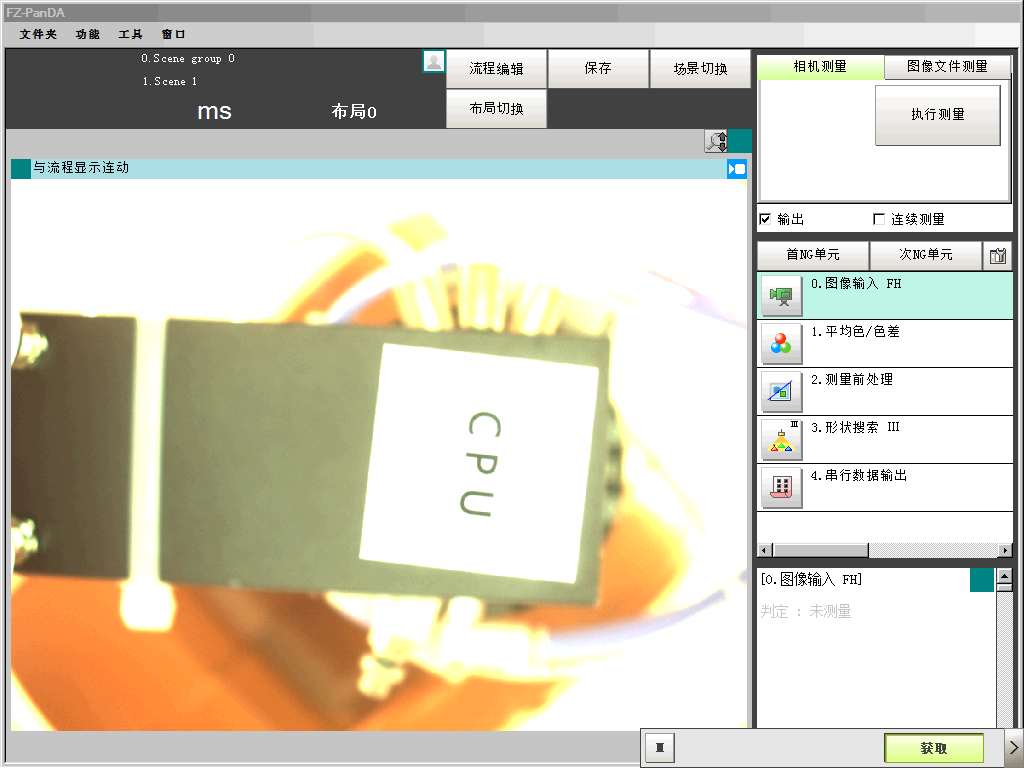 FZ-PanDA
文件夹 功能 工具 窗口
0.Scene group 0
1.Scene 1
ms 布局0
流程编辑 保存 场景切换
布局切换
相机测量 图像文件测量
执行测量
输出 连续测量
与流程显示连动
首NG单元 次NG单元
0.图像输入 FH
1.平均色/色差
2.测量前处理
III
3.形状搜索 III
4.串行数据输出
CPU
[0.图像输入 FH]
判定 : 未测量
获取